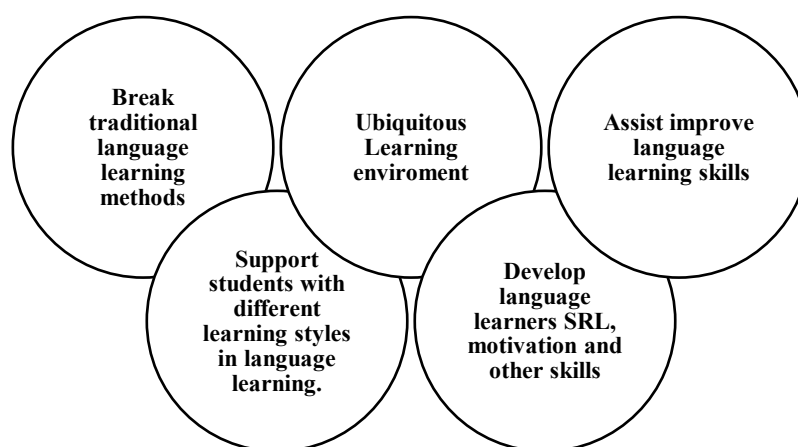 Break
traditional
language
learning
methods
Ubiquitous
Learning
enviroment
Assist improve
language
learning skills
Support
students with
different
learning styles
in language
learning.
Develop
language
learners SRL,
motivation and
other skills